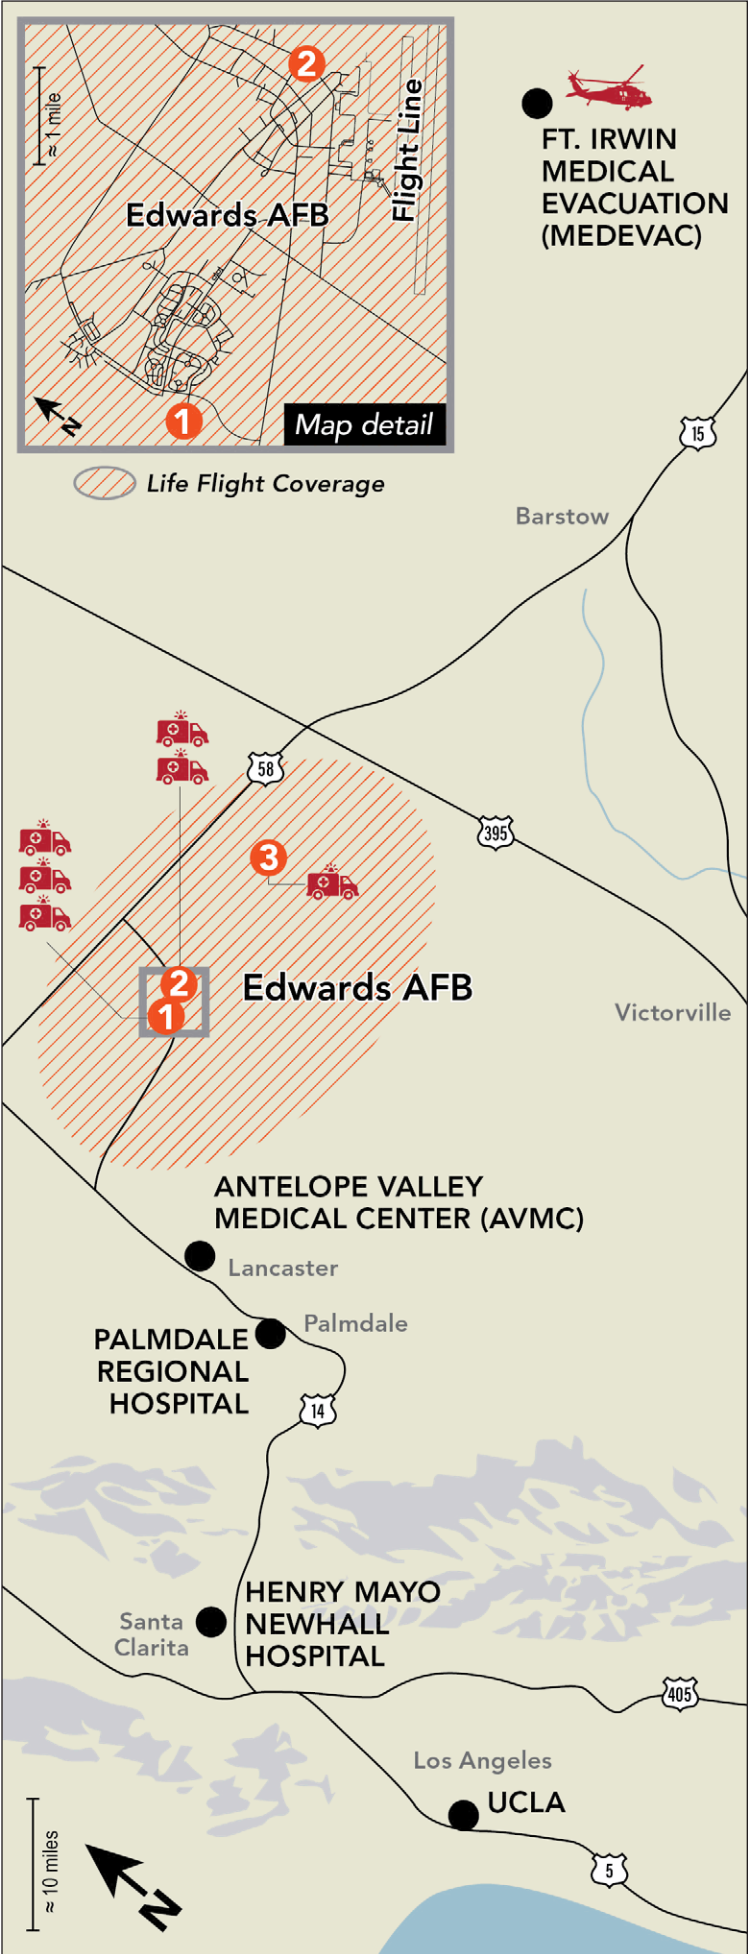 2
≈ 1 mile
Flight Line
Edwards AFB
1
N
Map detail
Life Flight Coverage
FT. IRWIN
MEDICAL
EVACUATION
(MEDEVAC)
15
Barstow
58
395
3
2
1
Edwards AFB
Victorville
ANTELOPE VALLEY
MEDICAL CENTER (AVMC)
Lancaster
Palmdale
PALMDALE
REGIONAL
HOSPITAL
14
HENRY MAYO
NEWHALL
HOSPITAL
Santa
Clarita
405
Los Angeles
UCLA
5
≈ 10 miles
N